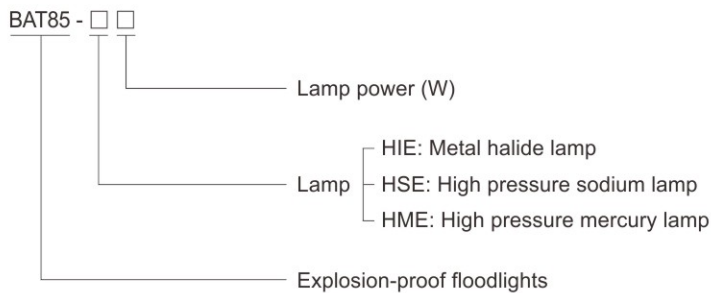 BAT85 - □ □
Lamp power (W)
HIE: Metal halide lamp
Lamp HSE: High pressure sodium lamp
HME: High pressure mercury lamp
Explosion-proof floodlights